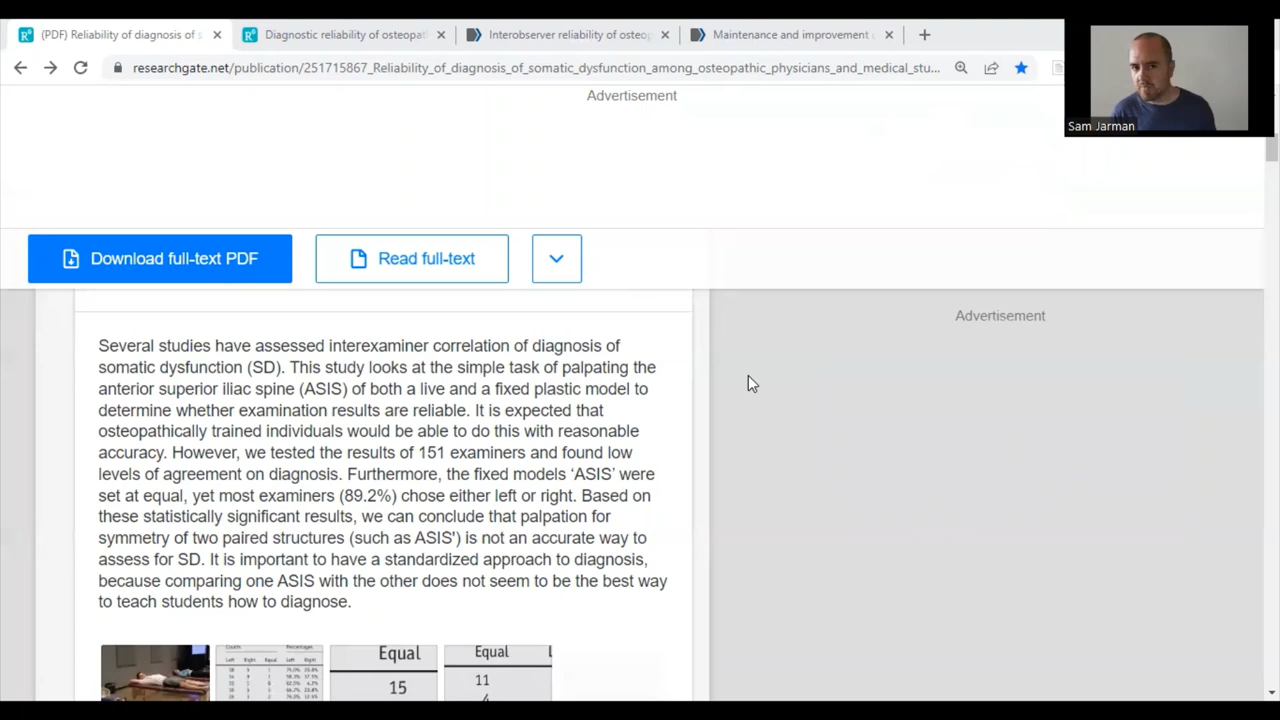 (PDF) Reliability of diagnosis of s
Diagnostic reliability of osteopat
Interobserver reliability of osteop
Maintenance and improvement
researchgate.net/publication/251715867_Reliability_of_diagnosis_of_somatic_dysfunction_among_osteopathic_physicians_and_medical_stu...
Sam Jarman
Advertisement
Download full-text PDF
Read full-text
Advertisement
Several studies have assessed interexaminer correlation of diagnosis of
somatic dysfunction (SD). This study looks at the simple task of palpating the
anterior superior iliac spine (ASIS) of both a live and a fixed plastic model to
determine whether examination results are reliable. It is expected that
osteopathically trained individuals would be able to do this with reasonable
accuracy. However, we tested the results of 151 examiners and found low
levels of agreement on diagnosis. Furthermore, the fixed models ‘ASIS’ were
set at equal, yet most examiners (89.2%) chose either left or right. Based on
these statistically significant results, we can conclude that palpation for
symmetry of two paired structures (such as ASIS') is not an accurate way to
assess for SD. It is important to have a standardized approach to diagnosis,
because comparing one ASIS with the other does not seem to be the best way
to teach students how to diagnose.
Counts Percentages
Left Right Equal Left Right
Equal
15
Equal
11